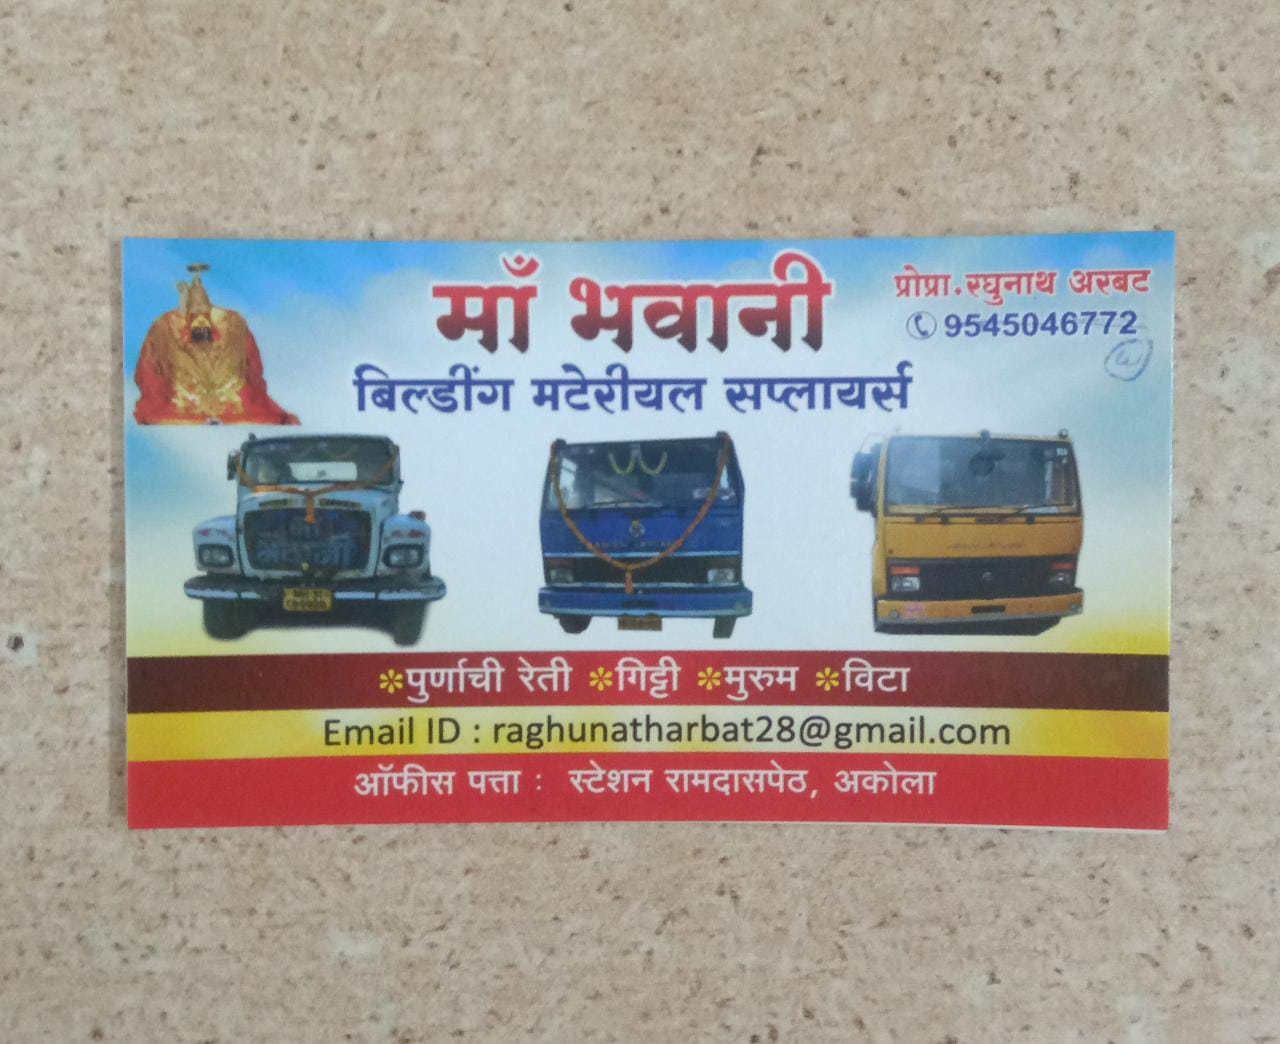 माँ भवानी
प्रोप्रा.रघुनाथ अरबट
9545046772
बिल्डींग मटेरीयल सप्लायर्स
पुर्णाची रेती गिट्टी मुरुम विटा
Email ID : raghunatharbat28@gmail.com
ऑफीस पत्ता : स्टेशन रामदासपेठ, अकोला